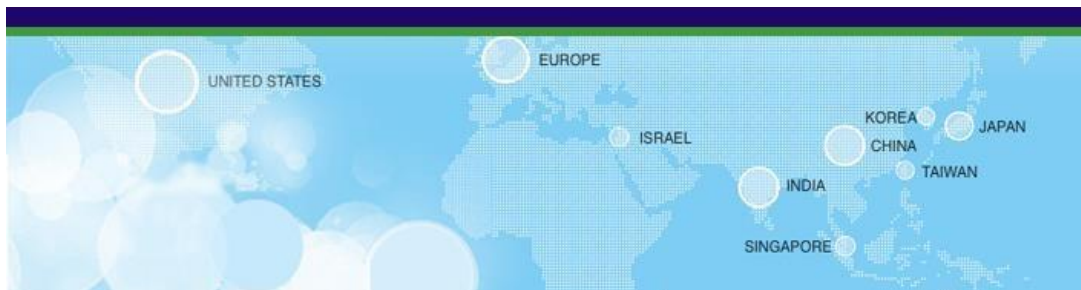 EUROPE
UNITED STATES
KOREA
JAPAN
ISRAEL
CHINA
TAIWAN
INDIA
SINGAPORE